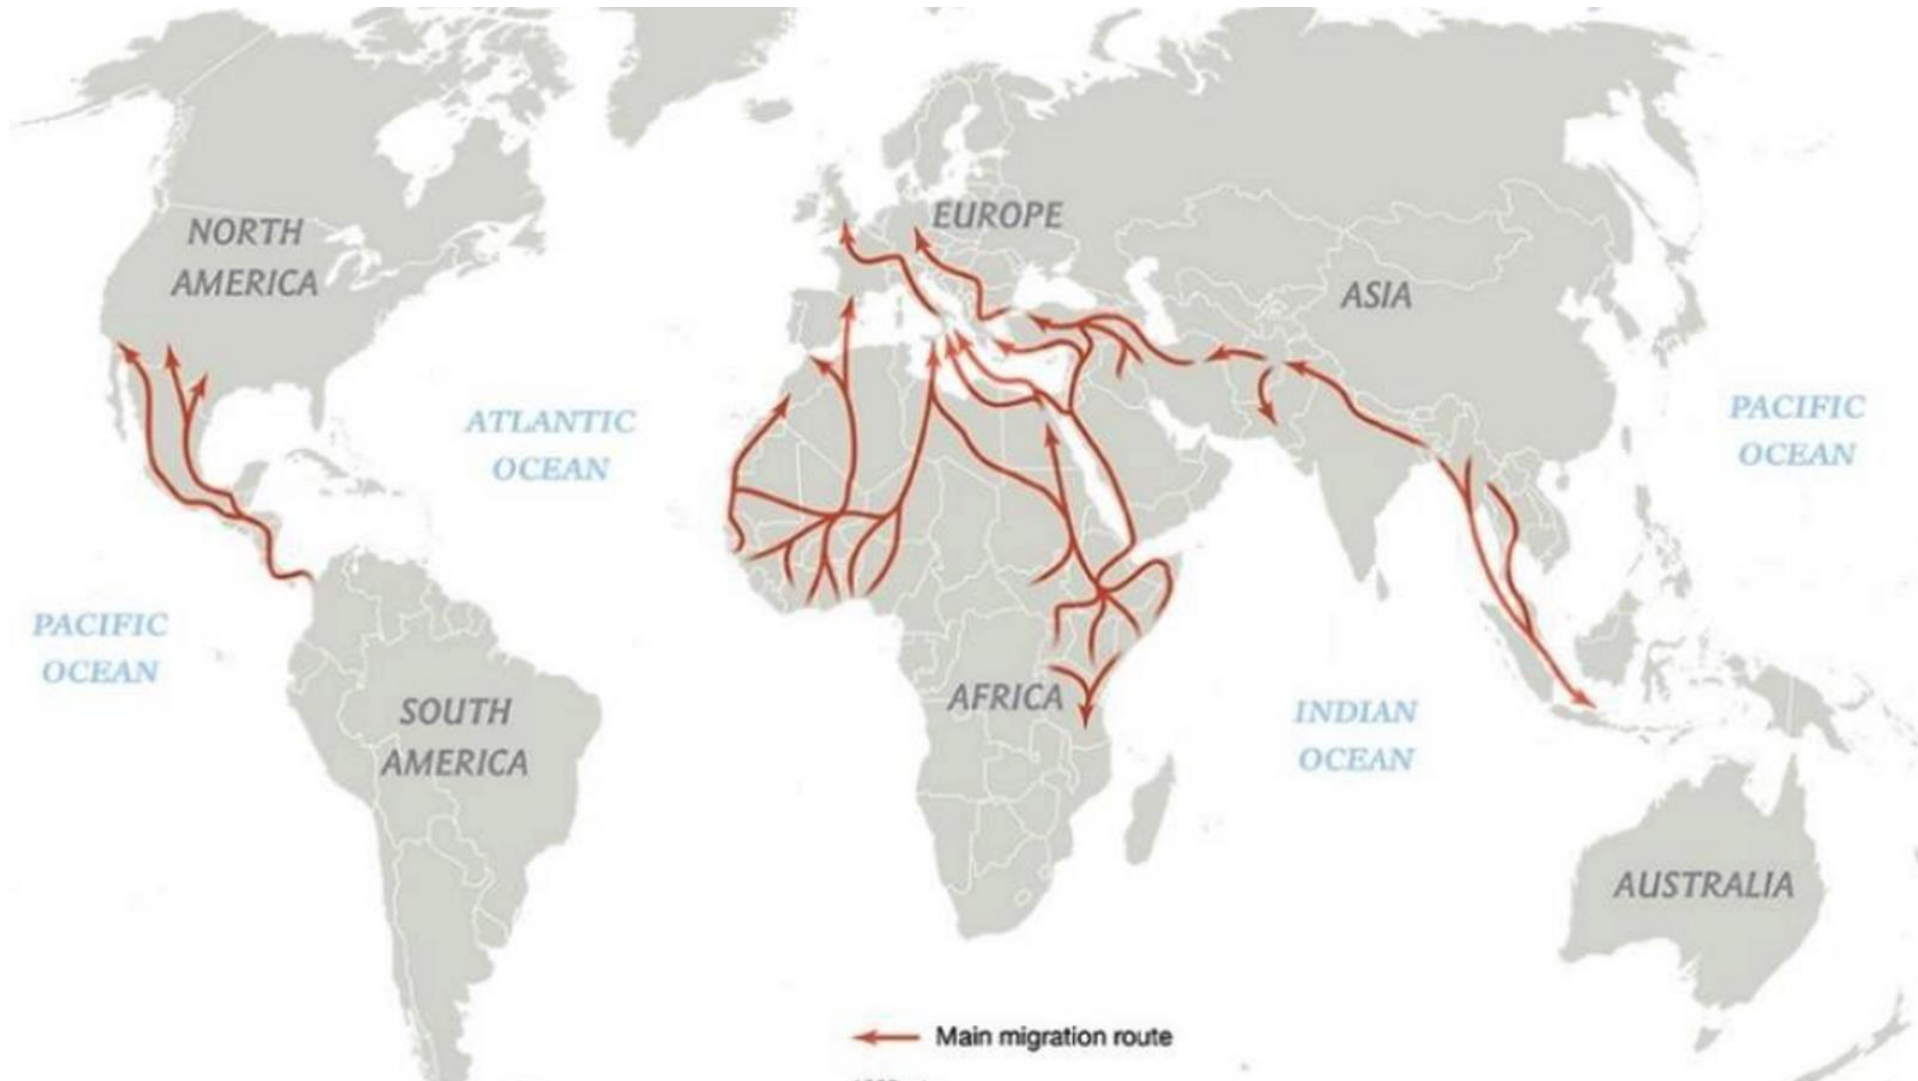 NORTH
AMERICA
EUROPE
ASIA
ATLANTIC
OCEAN
PACIFIC
OCEAN
PACIFIC
OCEAN
SOUTH
AMERICA
AFRICA
INDIAN
OCEAN
AUSTRALIA
Main migration route